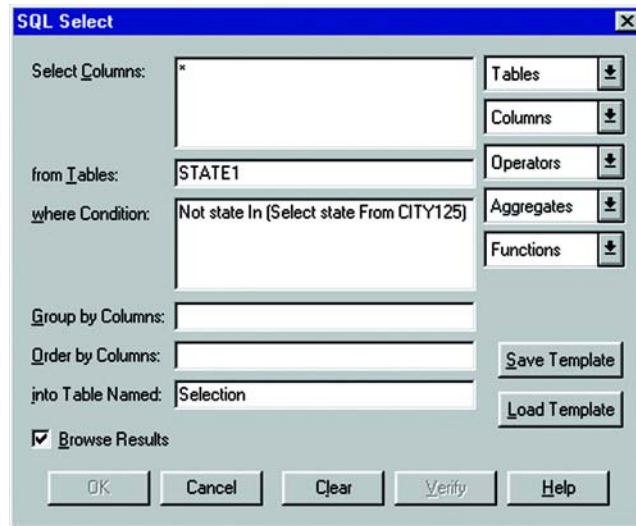 SQL Select
Select Columns:
*
Tables
Columns
from Tables:
STATE1
Operators
where Condition:
Not state In (Select state From CITY125)
Aggregates
Functions
Group by Columns:
Order by Columns:
Save Template
into Table Named:
Selection
Load Template
Browse Results
OK
Cancel
Clear
Verify
Help